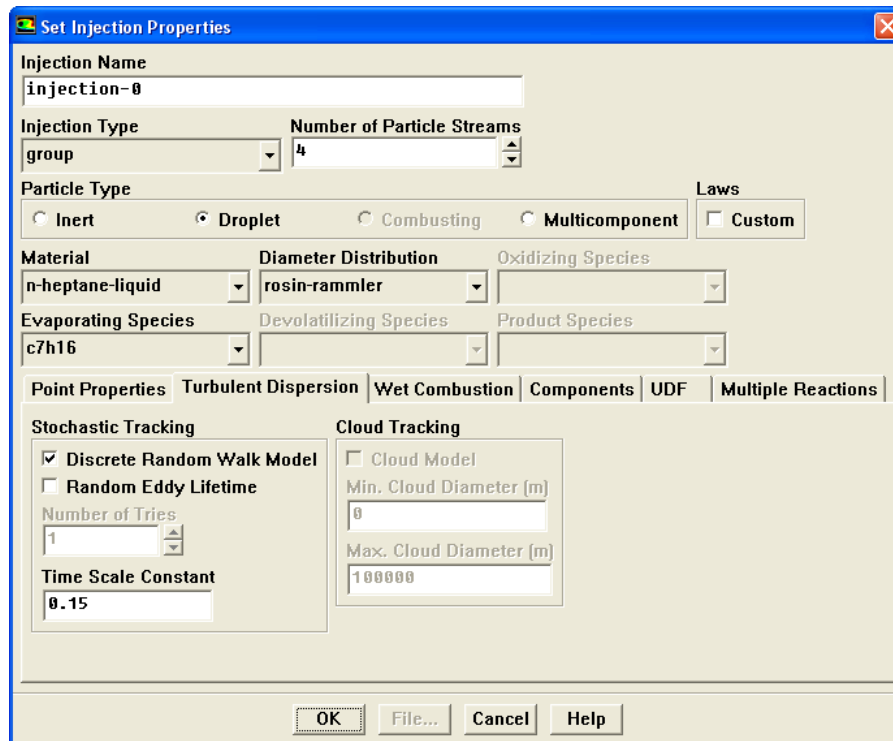 Set Injection Properties
Injection Name
injection-0
Injection Type Number of Particle Streams
group 4
Particle Type Laws
Inert Droplet Combusting Multicomponent Custom
Material Diameter Distribution Oxidizing Species
n-heptane-liquid rosin-rammler
Evaporating Species Devolatilizing Species Product Species
c7h16
Point Properties Turbulent Dispersion Wet Combustion Components UDF Multiple Reactions
Stochastic Tracking Cloud Tracking
Discrete Random Walk Model Cloud Model
Random Eddy Lifetime Min. Cloud Diameter (m)
Number of Tries 0
1 Max. Cloud Diameter (m)
Time Scale Constant 100000
0.15
OK File... Cancel Help